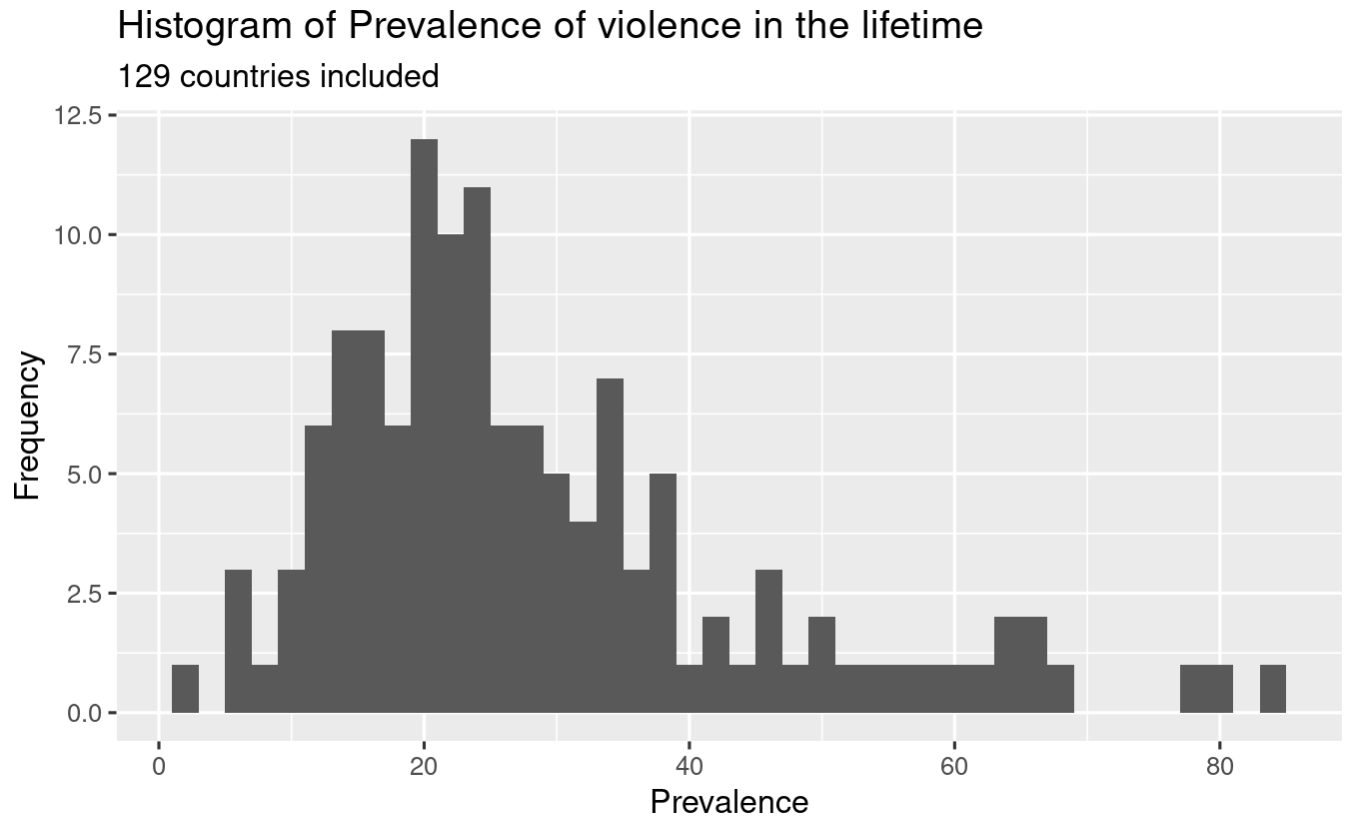 Histogram of Prevalence of violence in the lifetime
129 countries included
12.5
10.0
7.5
5.0
2.5
0.0
Frequency
0 20 40 60 80
Prevalence